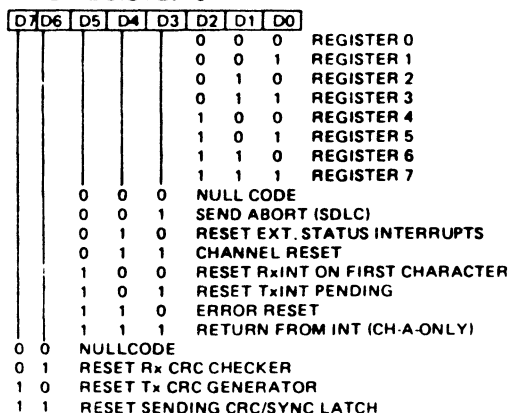 D7 D6 D5 D4 D3 D2 D1 D0
0 0 0 REGISTER 0
0 0 1 REGISTER 1
0 1 0 REGISTER 2
0 1 1 REGISTER 3
1 0 0 REGISTER 4
1 0 1 REGISTER 5
1 1 0 REGISTER 6
1 1 1 REGISTER 7
0 0 0 NULL CODE
0 0 1 SEND ABORT (SDLC)
0 1 0 RESET EXT. STATUS INTERRUPTS
0 1 1 CHANNEL RESET
1 0 0 RESET RxINT ON FIRST CHARACTER
1 0 1 RESET TxINT PENDING
1 1 0 ERROR RESET
1 1 1 RETURN FROM INT (CH-A-ONLY)
0 0 NULLCODE
0 1 RESET Rx CRC CHECKER
1 0 RESET Tx CRC GENERATOR
1 1 RESET SENDING CRC/SYNC LATCH